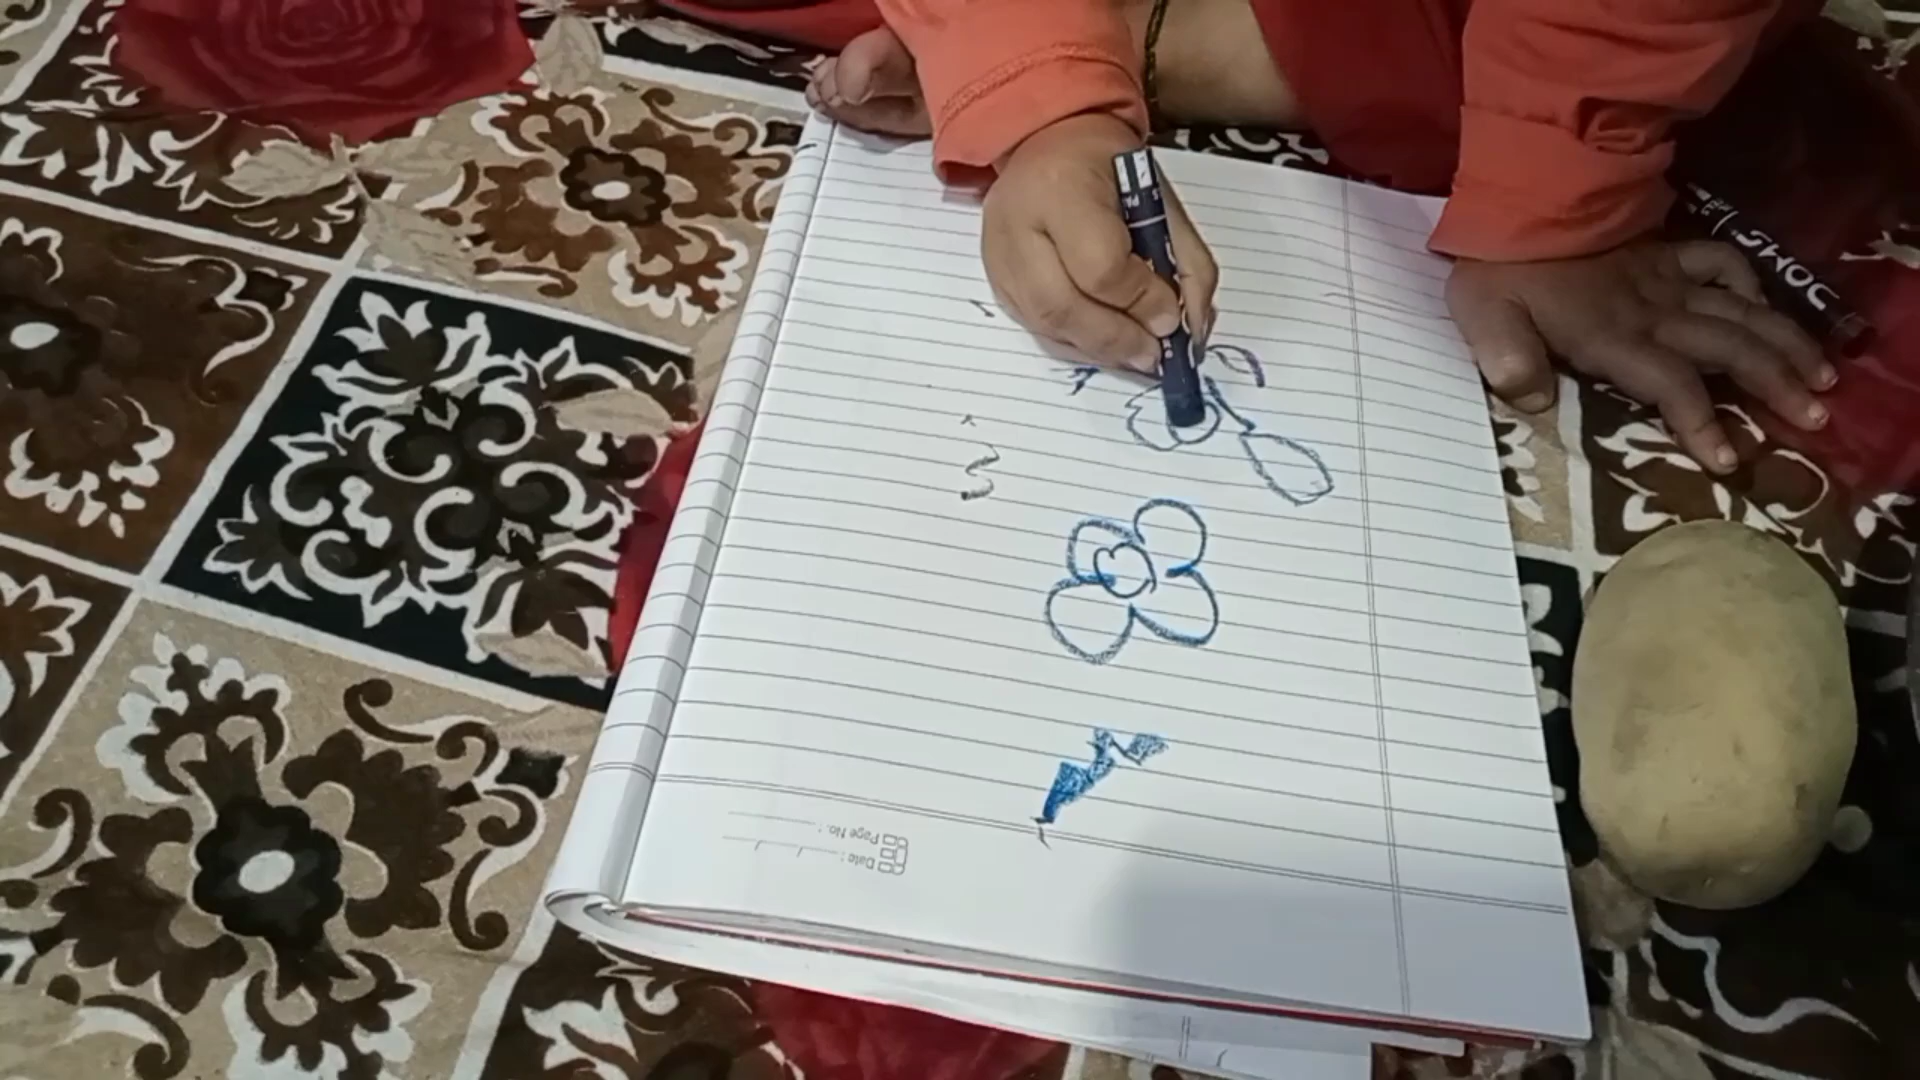 DOMS
Page No. :
Date :